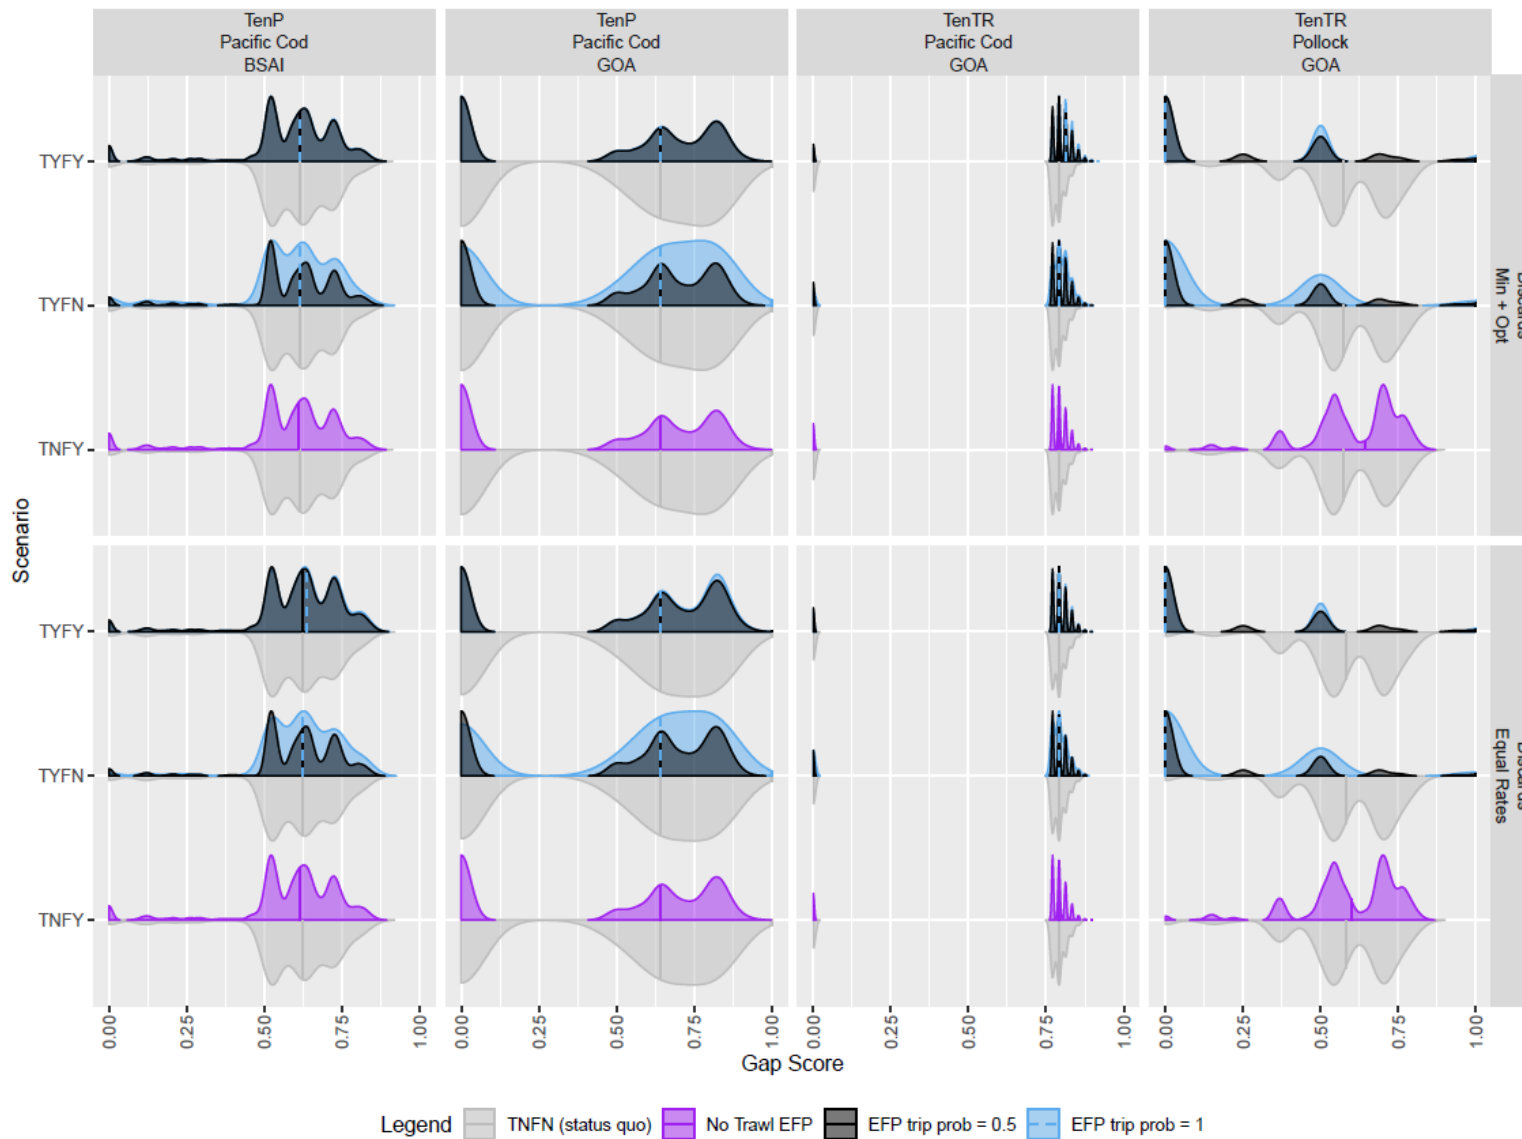 TenP
Pacific Cod
BSAI
TenP
Pacific Cod
GOA
TenTR
Pacific Cod
GOA
TenTR
Pollock
GOA
TYFY
TYFN
TNFY
Min + Opt
TYFY
TYFN
TNFY
Equal Rates
Scenario
0.00
0.25
0.50
0.75
1.00
0.00
0.25
0.50
0.75
1.00
0.00
0.25
0.50
0.75
1.00
0.00
0.25
0.50
0.75
1.00
Gap Score
Legend TNFN (status quo) No Trawl EFP EFP trip prob = 0.5 EFP trip prob = 1